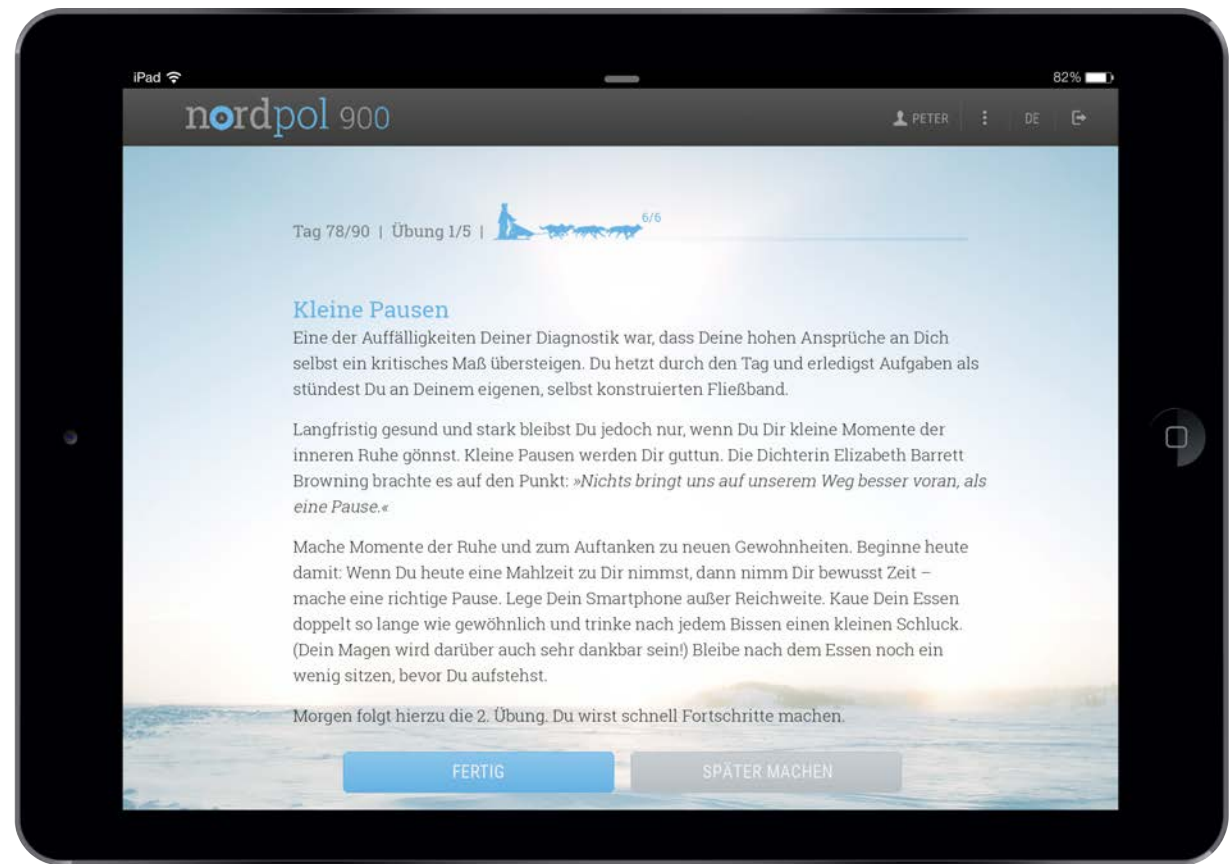 iPad 82%
nordpol 900 PETER DE
Tag 78/90 | Übung 1/5 | 6/6
Kleine Pausen
Eine der Auffälligkeiten Deiner Diagnostik war, dass Deine hohen Ansprüche an Dich
selbst ein kritisches Maß übersteigen. Du hetzt durch den Tag und erledigst Aufgaben als
stündest Du an Deinem eigenen, selbst konstruierten Fließband.
Langfristig gesund und stark bleibst Du jedoch nur, wenn Du Dir kleine Momente der
inneren Ruhe gönnst. Kleine Pausen werden Dir guttun. Die Dichterin Elizabeth Barrett
Browning brachte es auf den Punkt: »Nichts bringt uns auf unserem Weg besser voran, als
eine Pause.«
Mache Momente der Ruhe und zum Auftanken zu neuen Gewohnheiten. Beginne heute
damit: Wenn Du heute eine Mahlzeit zu Dir nimmst, dann nimm Dir bewusst Zeit –
mache eine richtige Pause. Lege Dein Smartphone außer Reichweite. Kaue Dein Essen
doppelt so lange wie gewöhnlich und trinke nach jedem Bissen einen kleinen Schluck.
(Dein Magen wird darüber auch sehr dankbar sein!) Bleibe nach dem Essen noch ein
wenig sitzen, bevor Du aufstehst.
Morgen folgt hierzu die 2. Übung. Du wirst schnell Fortschritte machen.
FERTIG SPÄTER MACHEN